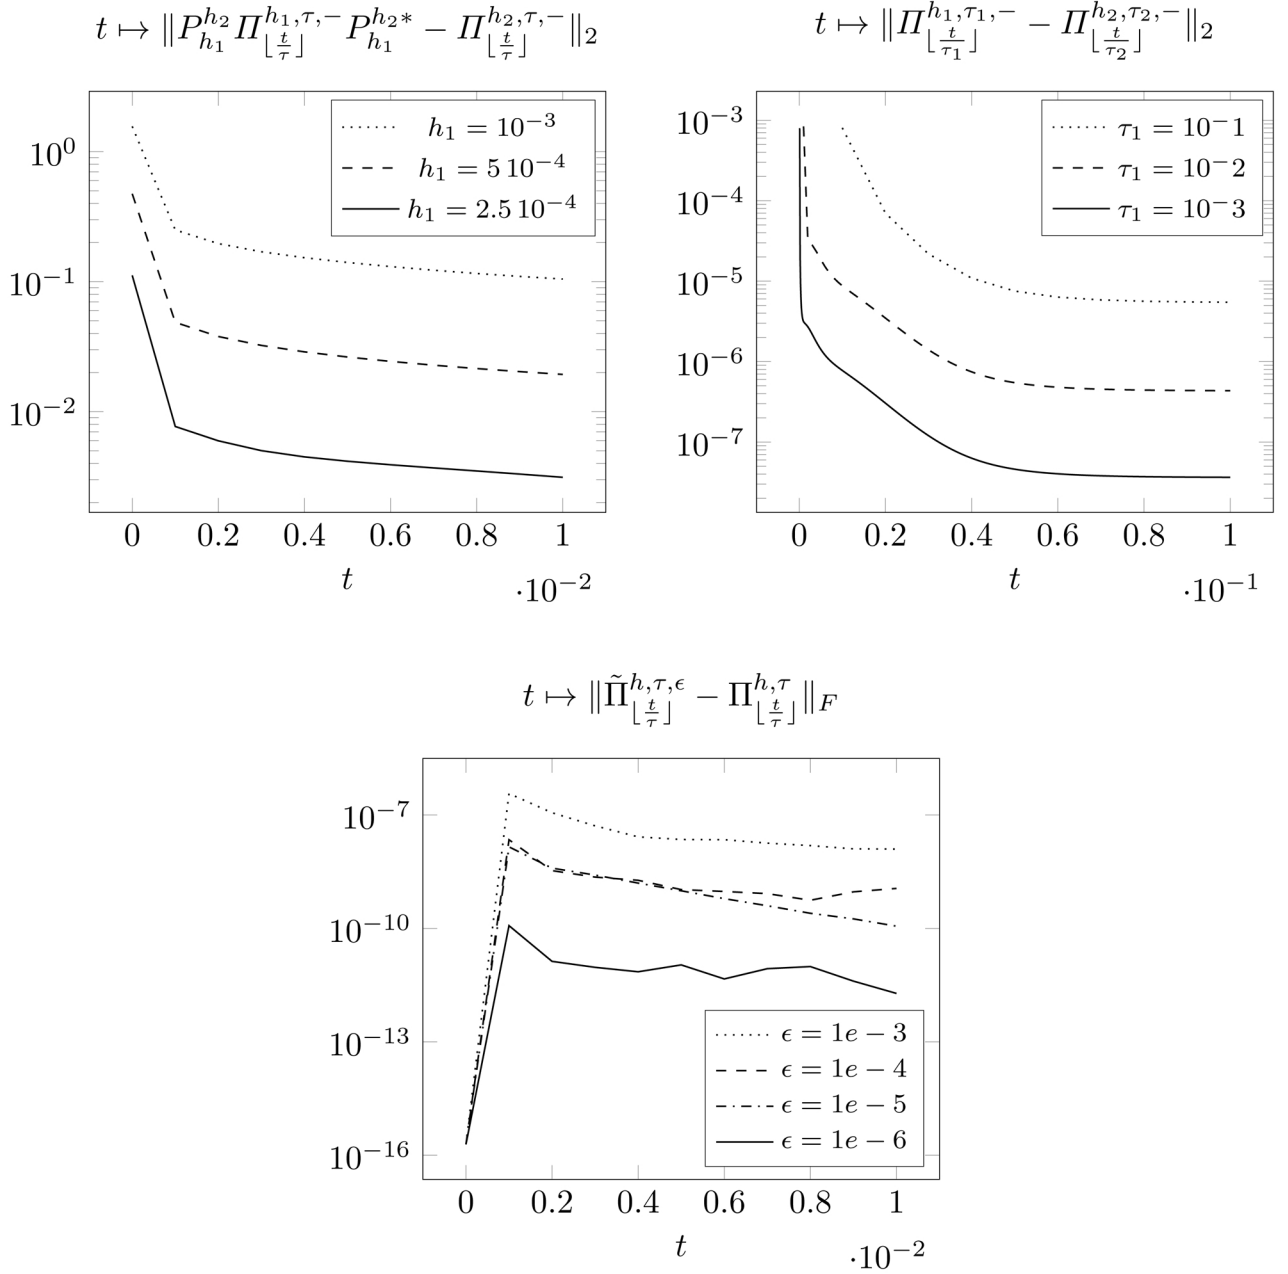 t ↦ ‖P_{h_1}^{h_2} Π_{⌊t/τ⌋}^{h_1,τ,−} P_{h_1}^{h_2*} − Π_{⌊t/τ⌋}^{h_2,τ,−}‖_2
10^0
10^{−1}
10^{−2}
h_1 = 10^{−3}
h_1 = 5 10^{−4}
h_1 = 2.5 10^{−4}
0 0.2 0.4 0.6 0.8 1
t
·10^{−2}
t ↦ ‖Π_{⌊t/τ_1⌋}^{h_1,τ_1,−} − Π_{⌊t/τ_2⌋}^{h_2,τ_2,−}‖_2
10^{−3}
10^{−4}
10^{−5}
10^{−6}
10^{−7}
τ_1 = 10^−1
τ_1 = 10^−2
τ_1 = 10^−3
0 0.2 0.4 0.6 0.8 1
t
·10^{−1}
t ↦ ‖Π̃_{⌊t/τ⌋}^{h,τ,ϵ} − Π_{⌊t/τ⌋}^{h,τ}‖_F
10^{−7}
10^{−10}
10^{−13}
10^{−16}
ϵ = 1e − 3
ϵ = 1e − 4
ϵ = 1e − 5
ϵ = 1e − 6
0 0.2 0.4 0.6 0.8 1
t
·10^{−2}